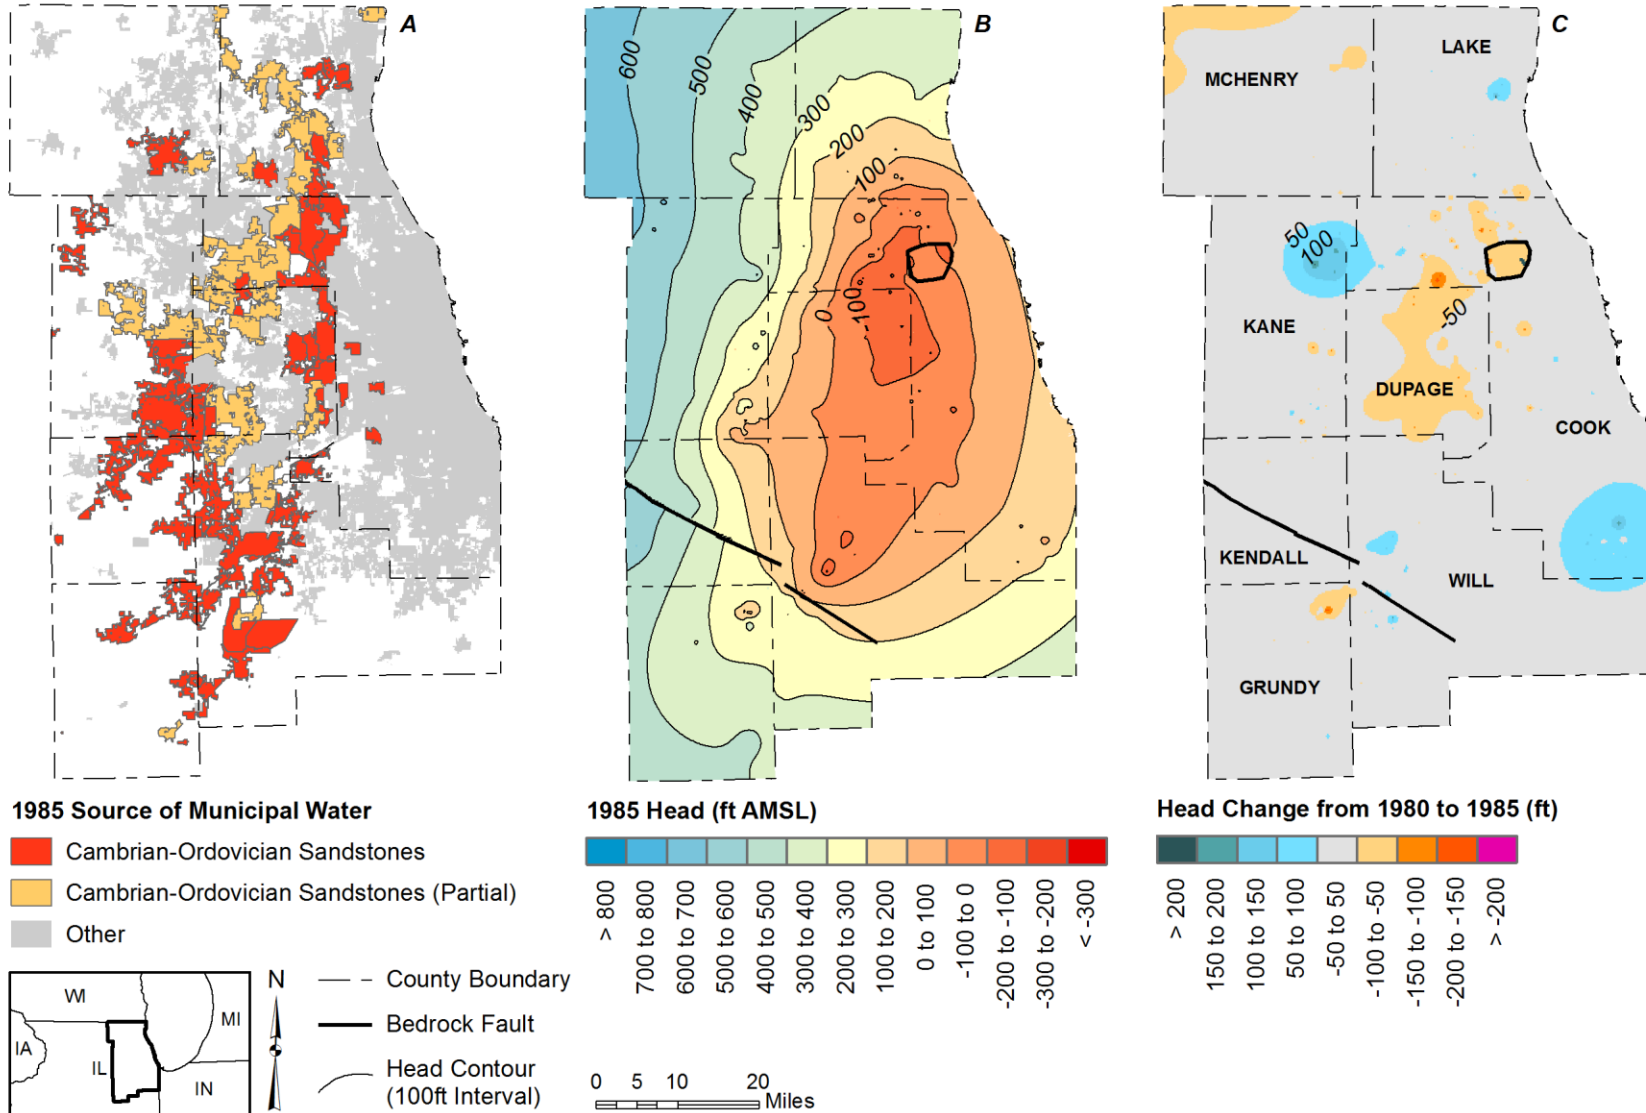 A
B
C
600
500
400
300
200
100
0
-100
MCHENRY
LAKE
50
100
KANE
-50
DUPAGE
COOK
KENDALL
WILL
GRUNDY
1985 Source of Municipal Water
Cambrian-Ordovician Sandstones
Cambrian-Ordovician Sandstones (Partial)
Other
1985 Head (ft AMSL)
> 800
700 to 800
600 to 700
500 to 600
400 to 500
300 to 400
200 to 300
100 to 200
0 to 100
-100 to 0
-200 to -100
-300 to -200
< -300
Head Change from 1980 to 1985 (ft)
> 200
150 to 200
100 to 150
50 to 100
-50 to 50
-100 to -50
-150 to -100
-200 to -150
> -200
WI
MI
IA
IL
IN
N
County Boundary
Bedrock Fault
Head Contour
(100ft Interval)
0 5 10 20
Miles